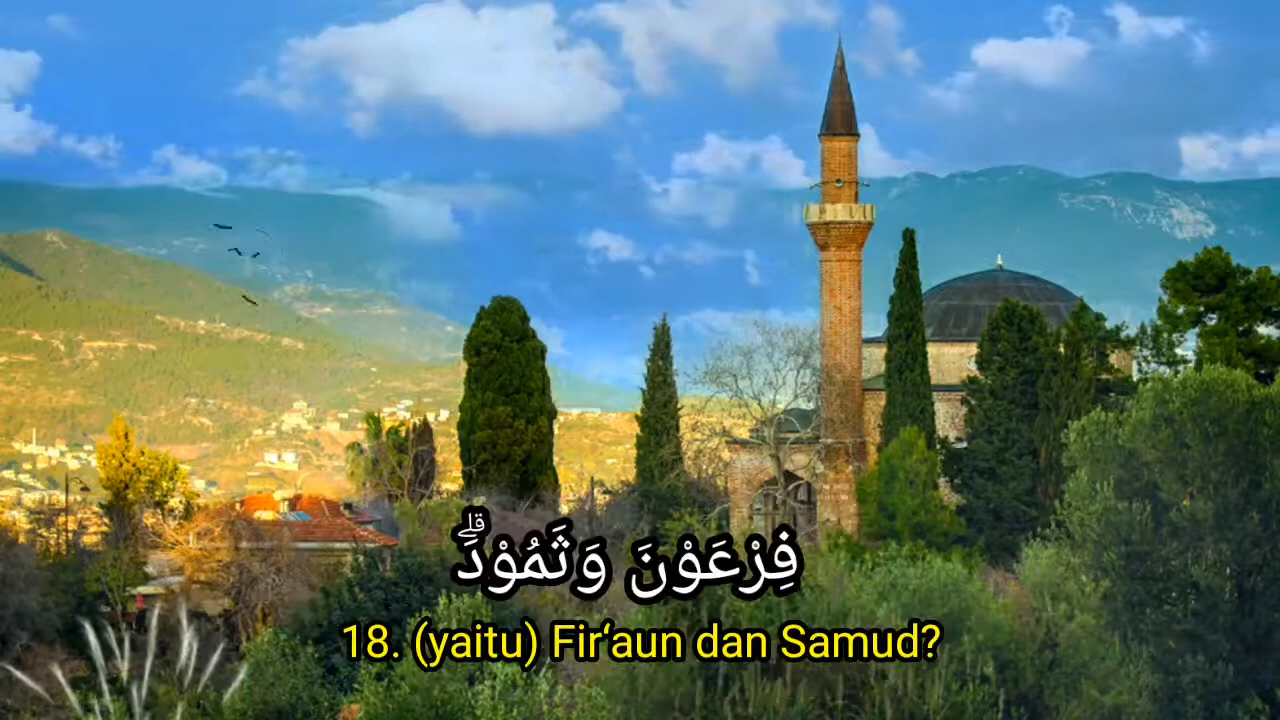 فِرْعَوْنَ وَثَمُوْدَۗ
18. (yaitu) Fir‘aun dan Samud?